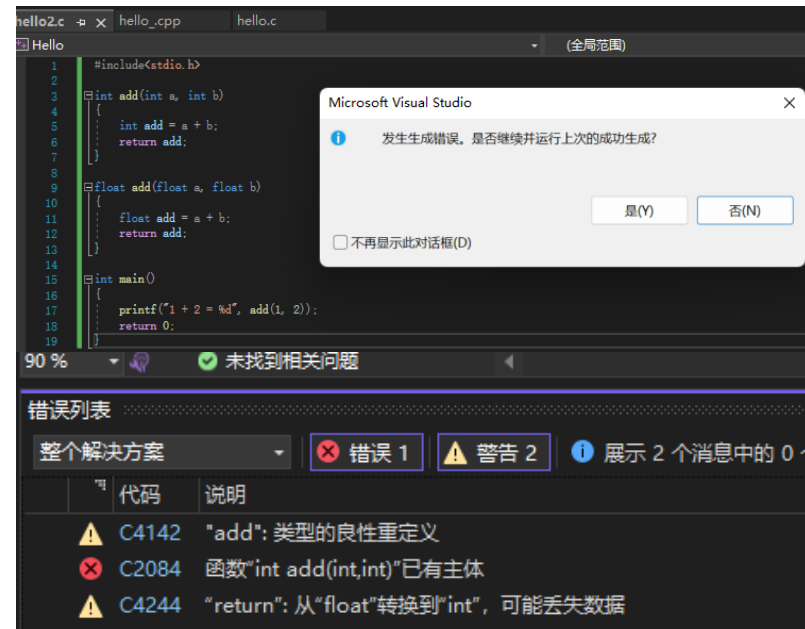 hello2.c hello_.cpp hello.c
Hello (全局范围)
1 #include<stdio.h>
2
3 int add(int a, int b)
4 {
5 int add = a + b;
6 return add;
7 }
8
9 float add(float a, float b)
10 {
11 float add = a + b;
12 return add;
13 }
14
15 int main()
16 {
17 printf("1 + 2 = %d", add(1, 2));
18 return 0;
19 }
Microsoft Visual Studio
发生生成错误。是否继续并运行上次的成功生成?
是(Y) 否(N)
不再显示此对话框(D)
90 % 未找到相关问题
错误列表
整个解决方案 错误 1 警告 2 展示 2 个消息中的 0
代码 说明
C4142 "add": 类型的良性重定义
C2084 函数“int add(int,int)”已有主体
C4244 “return”: 从“float”转换到“int”，可能丢失数据